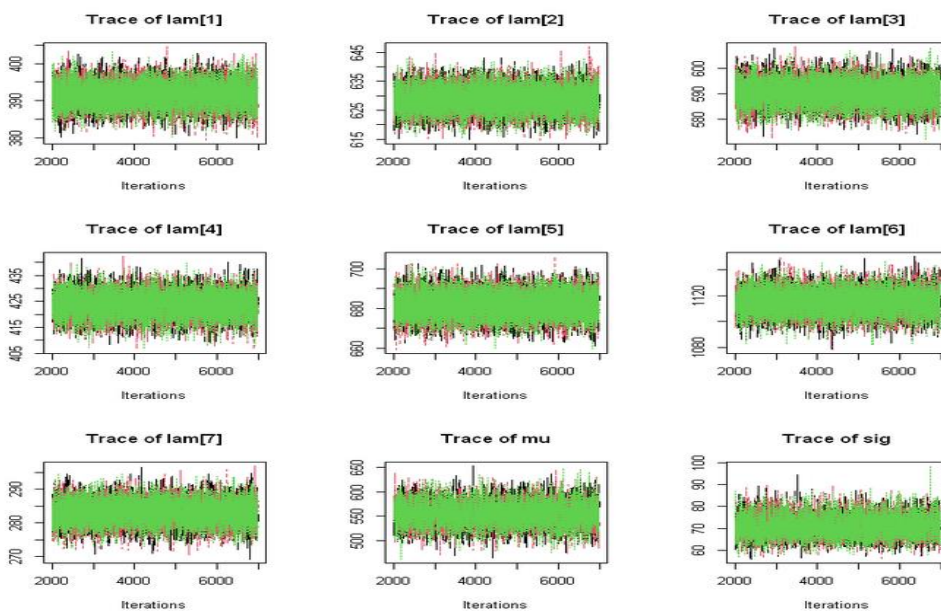 Trace of lam[1]
380 390 400
2000 4000 6000
Iterations
Trace of lam[2]
615 625 635 645
2000 4000 6000
Iterations
Trace of lam[3]
580 590 600
2000 4000 6000
Iterations
Trace of lam[4]
405 415 425 435
2000 4000 6000
Iterations
Trace of lam[5]
660 680 700
2000 4000 6000
Iterations
Trace of lam[6]
1080 1120
2000 4000 6000
Iterations
Trace of lam[7]
270 280 290
2000 4000 6000
Iterations
Trace of mu
500 550 600 650
2000 4000 6000
Iterations
Trace of sig
60 70 80 90 100
2000 4000 6000
Iterations